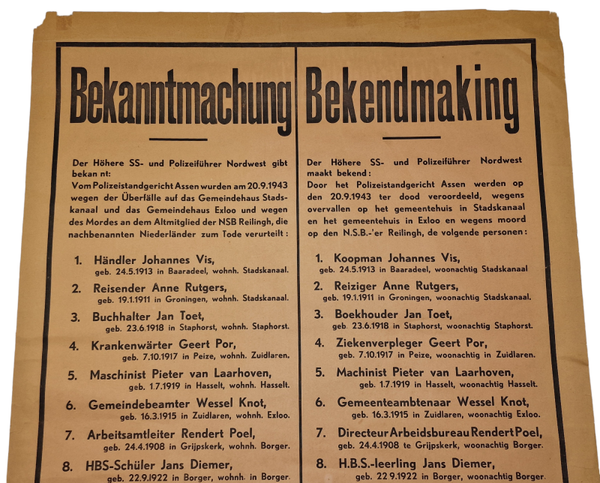 Bekanntmachung
Der Höhere SS- und Polizeiführer Nordwest gibt
bekan nt:
Vom Polizeistandgericht Assen wurden am 20.9.1943
wegen der Überfälle auf das Gemeindehaus Stads-
kanaal und das Gemeindehaus Exloo und wegen
des Mordes an dem Altmitglied der NSB Reilingh, die
nachbenannten Niederländer zum Tode verurteilt :
1. Händler Johannes Vis,
geb. 24.5.1913 in Baaradeel, wohnh. Stadskanaal.
2. Reisender Anne Rutgers,
geb. 19.1.1911 in Groningen, wohnh. Stadskanaal.
3. Buchhalter Jan Toet,
geb. 23.6.1918 in Staphorst, wohnh. Staphorst.
4. Krankenwärter Geert Por,
geb. 7.10.1917 in Peize, wohnh. Zuidlaren.
5. Maschinist Pieter van Laarhoven,
geb. 1.7.1919 in Hasselt, wohnh. Hasselt.
6. Gemeindebeamter Wessel Knot,
geb. 16.3.1915 in Zuidlaren, wohnh. Exloo.
7. Arbeitsamtleiter Rendert Poel,
geb. 24.4.1908 in Grijpskerk, wohnh. Borger.
8. HBS-Schüler Jans Diemer,
geb. 22.9.1922 in Borger, wohnh. in Borger.
Bekendmaking
Der Höhere SS- und Polizeiführer Nordwest
maakt bekend :
Door het Polizeistandgericht Assen werden op
den 20.9.1943 ter dood veroordeeld, wegens
overvallen op het gemeentehuis in Stadskanaal
en het gemeentehuis in Exloo en wegens moord
op den N.S.B.-'er Reilingh, de volgende personen :
1. Koopman Johannes Vis,
geb. 24.5.1913 in Baaradeel, woonachtig Stadskanaal
2. Reiziger Anne Rutgers,
geb. 19.1.1911 in Groningen, woonachtig Stadskanaal.
3. Boekhouder Jan Toet,
geb 23.6.1918 in Staphorst, woonachtig Staphorst.
4. Ziekenverpleger Geert Por,
geb. 7.10.1917 in Peize, woonachtig in Zuidlaren.
5. Machinist Pieter van Laarhoven,
geb. 1.7.1919 in Hasselt, woonachtig Hasselt.
6. Gemeenteambtenaar Wessel Knot,
geb. 16.3.1915 in Zuidlaren, woonachtig Exloo.
7. Directeur Arbeidsbureau Rendert Poel,
geb. 24.4.1908 te Grijpskerk, woonachtig Borger.
8. H.B.S.-leerling Jans Diemer,
geb. 22.9.1922 in Borger, woonachtig Borger.